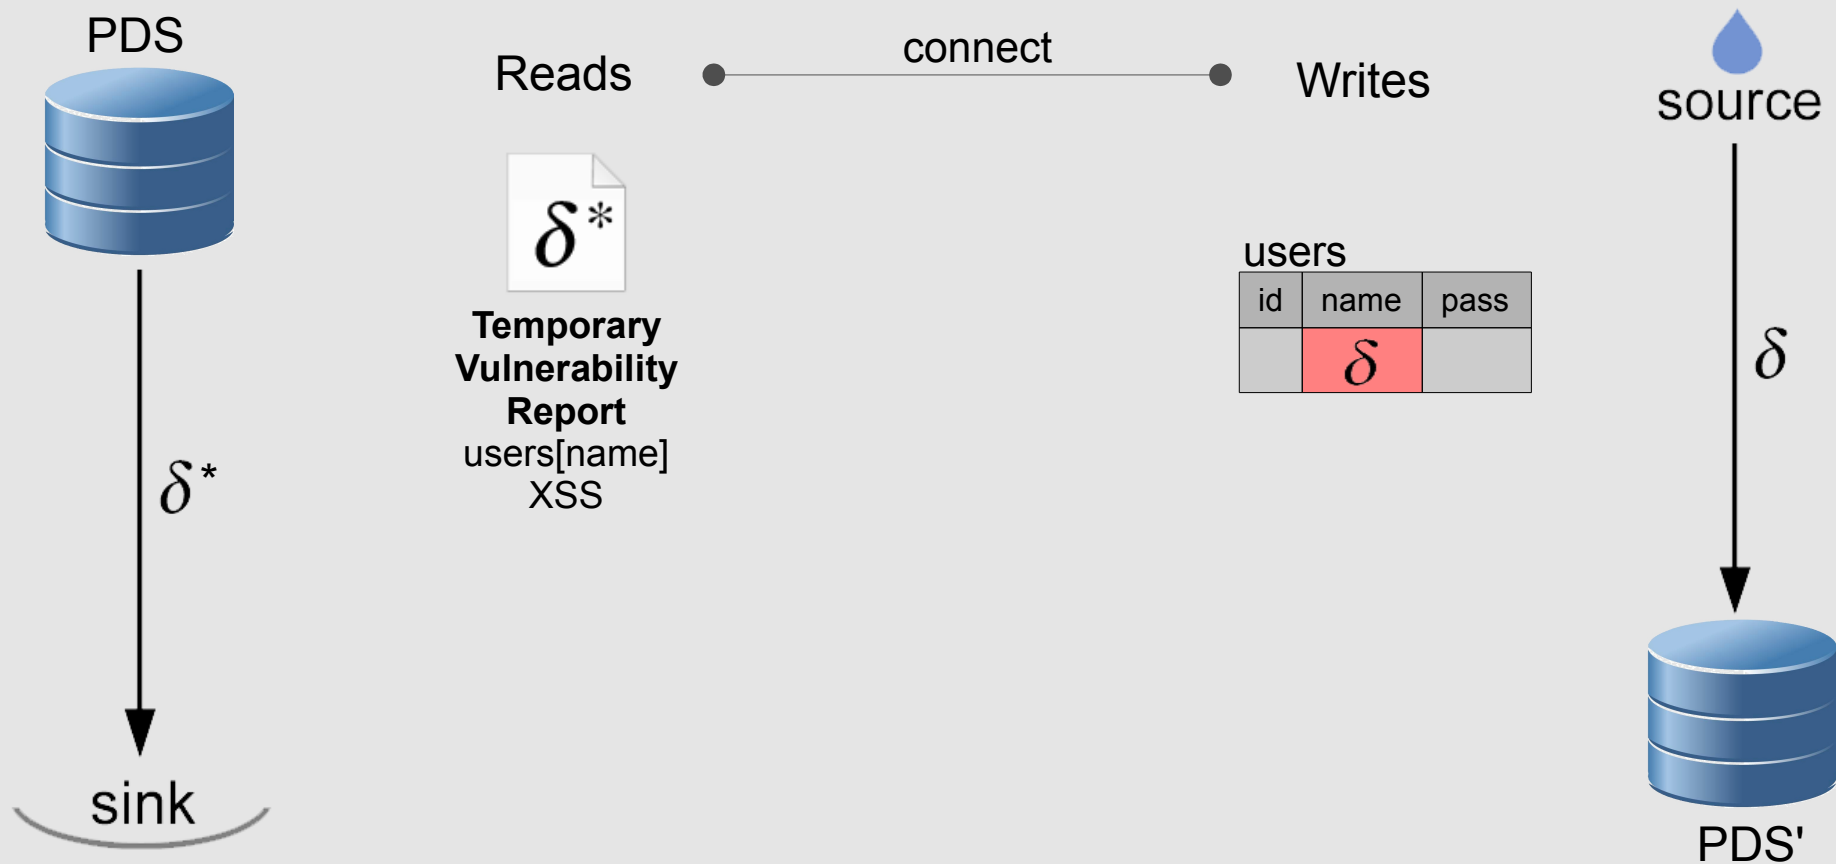 PDS
δ*
sink
Reads
connect
Writes
δ*
Temporary
Vulnerability
Report
users[name]
XSS
users
id name pass
δ
source
δ
PDS'